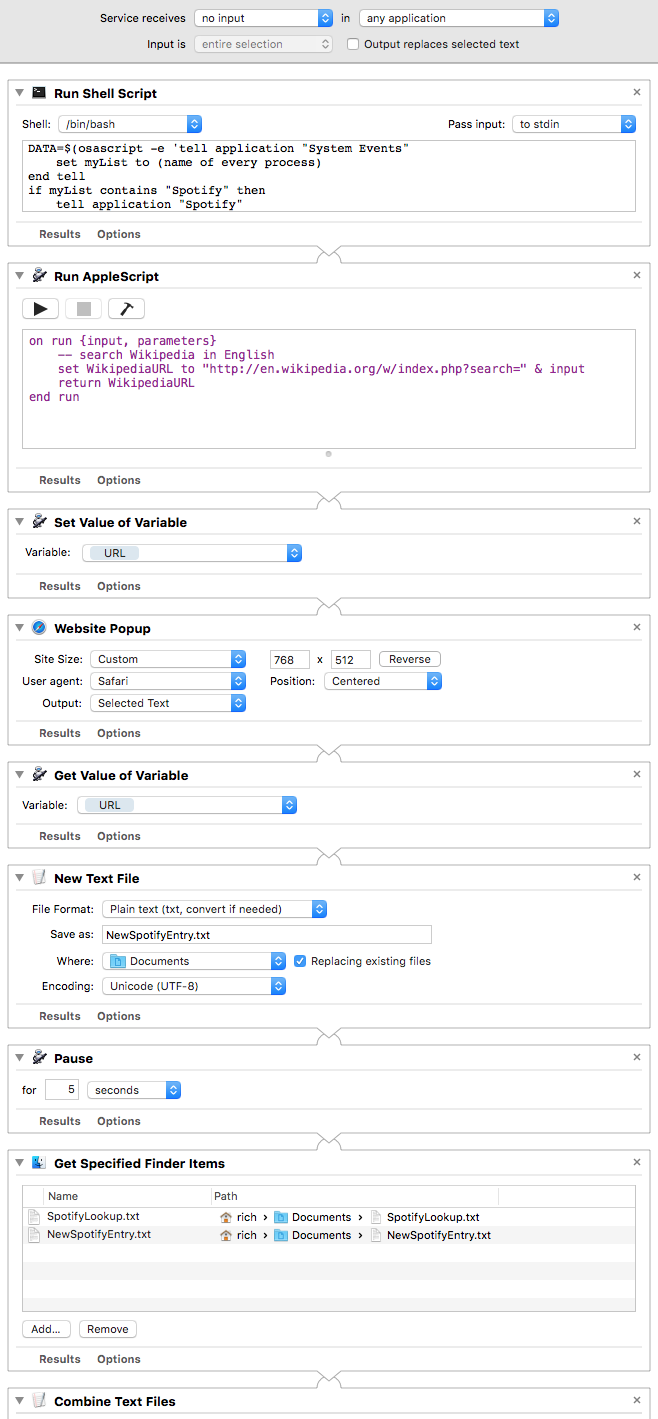 Service receives no input in any application
Input is entire selection Output replaces selected text
Run Shell Script
Shell: /bin/bash Pass input: to stdin
DATA=$(osascript -e 'tell application "System Events"
set myList to (name of every process)
end tell
if myList contains "Spotify" then
tell application "Spotify"
Results Options
Run AppleScript
on run {input, parameters}
-- search Wikipedia in English
set WikipediaURL to "http://en.wikipedia.org/w/index.php?search=" & input
return WikipediaURL
end run
Results Options
Set Value of Variable
Variable: URL
Results Options
Website Popup
Site Size: Custom 768 x 512 Reverse
User agent: Safari Position: Centered
Output: Selected Text
Results Options
Get Value of Variable
Variable: URL
Results Options
New Text File
File Format: Plain text (txt, convert if needed)
Save as: NewSpotifyEntry.txt
Where: Documents Replacing existing files
Encoding: Unicode (UTF-8)
Results Options
Pause
for 5 seconds
Results Options
Get Specified Finder Items
Name Path
SpotifyLookup.txt rich › Documents › SpotifyLookup.txt
NewSpotifyEntry.txt rich › Documents › NewSpotifyEntry.txt
Add... Remove
Results Options
Combine Text Files